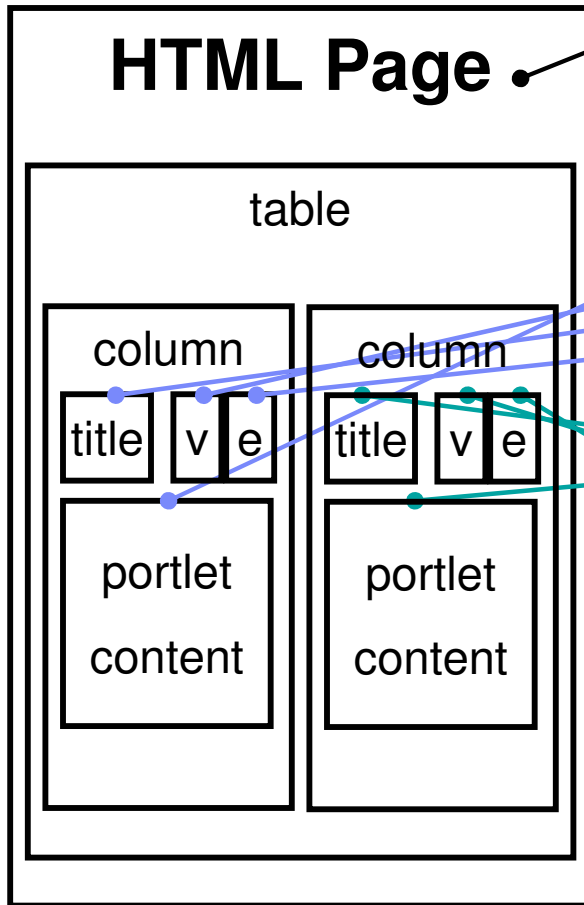 HTML Page
table
column
title
v
e
portlet
content
column
title
v
e
portlet
content